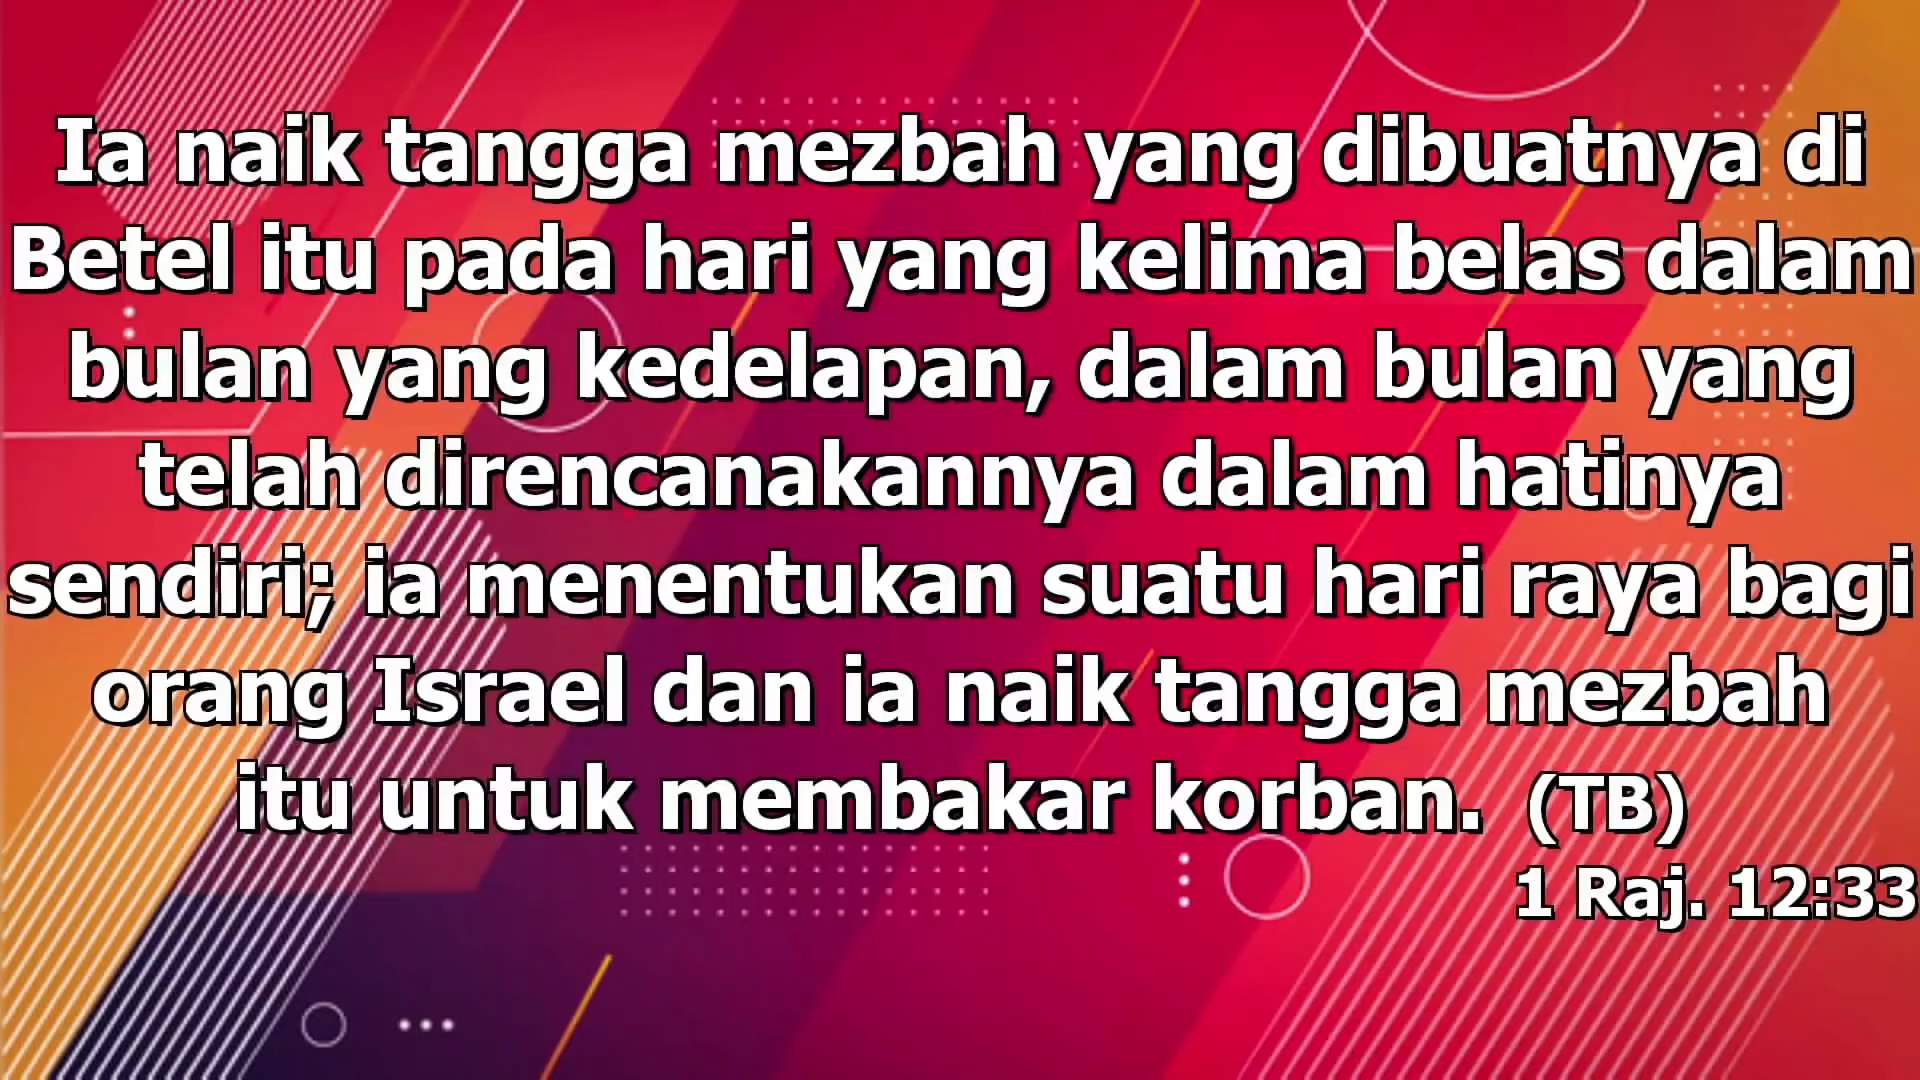 Ia naik tangga mezbah yang dibuatnya di
Betel itu pada hari yang kelima belas dalam
bulan yang kedelapan, dalam bulan yang
telah direncanakannya dalam hatinya
sendiri; ia menentukan suatu hari raya bagi
orang Israel dan ia naik tangga mezbah
itu untuk membakar korban. (TB)
1 Raj. 12:33